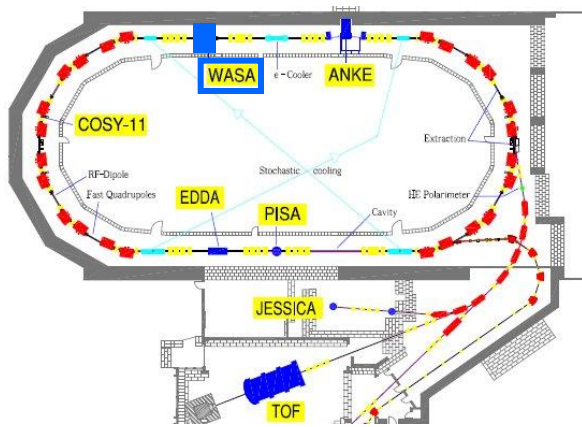 WASA
e-Cooler
ANKE
COSY-11
Extraction
Stochastic cooling
RF-Dipole
Fast Quadrupoles
EDDA
HE Polarimeter
PISA
Cavity
JESSICA
TOF